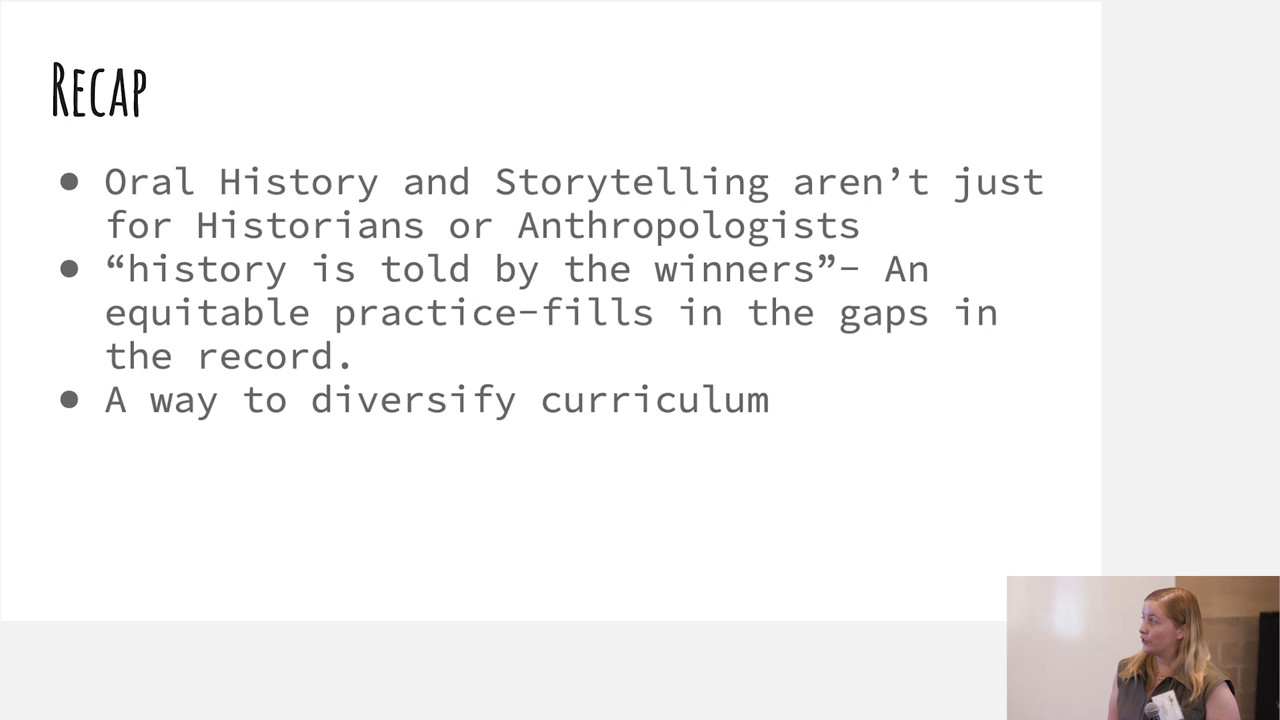 Recap
● Oral History and Storytelling aren’t just
for Historians or Anthropologists
● “history is told by the winners”- An
equitable practice-fills in the gaps in
the record.
● A way to diversify curriculum